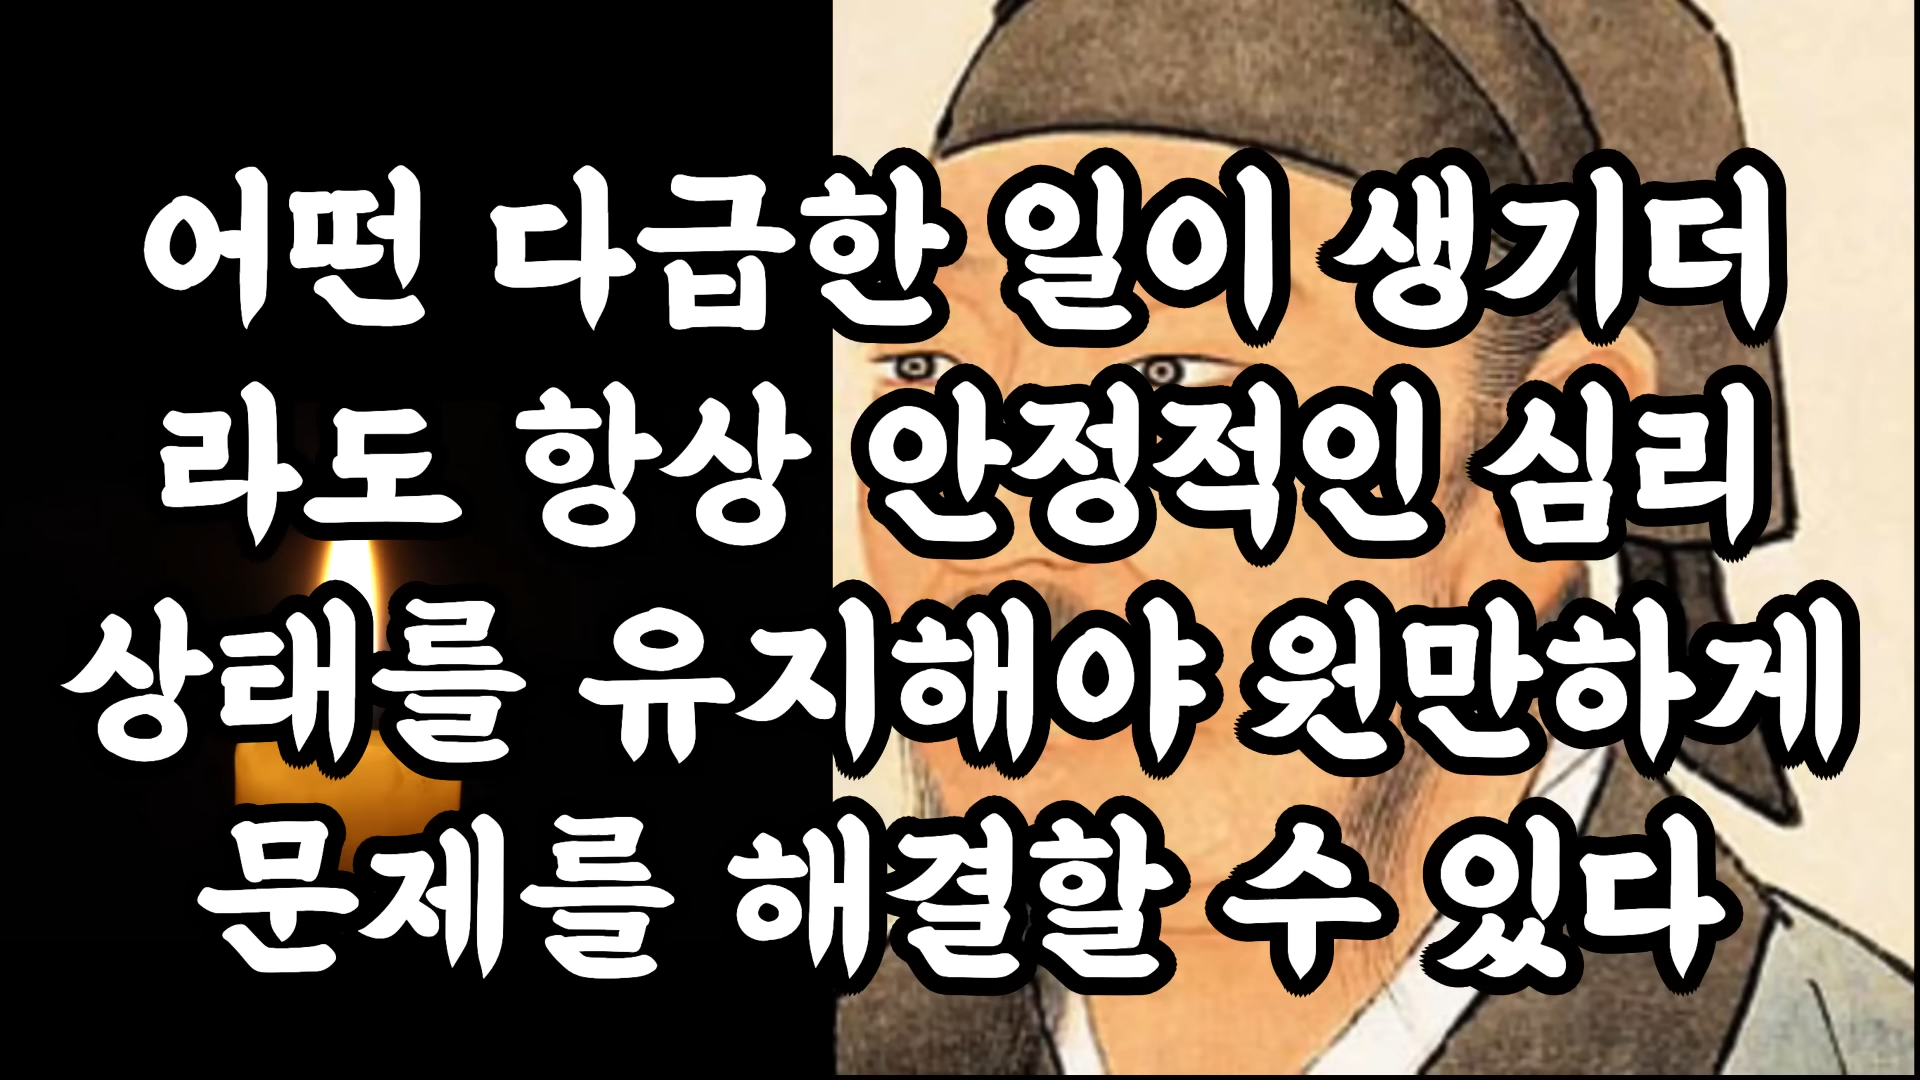 어떤 다급한 일이 생기더
라도 항상 안정적인 심리
상태를 유지해야 원만하게
문제를 해결할 수 있다